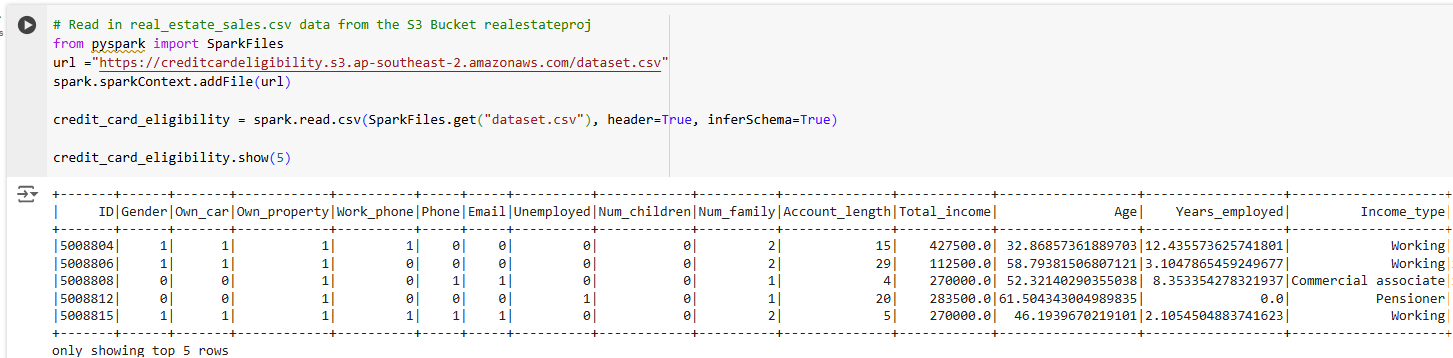 # Read in real_estate_sales.csv data from the S3 Bucket realestateproj
from pyspark import SparkFiles
url ="https://creditcardeligibility.s3.ap-southeast-2.amazonaws.com/dataset.csv"
spark.sparkContext.addFile(url)
credit_card_eligibility = spark.read.csv(SparkFiles.get("dataset.csv"), header=True, inferSchema=True)
credit_card_eligibility.show(5)
+-------+------+-------+------------+----------+-----+-----+----------+------------+----------+--------------+------------+------------------+------------------+--------------------+
|     ID|Gender|Own_car|Own_property|Work_phone|Phone|Email|Unemployed|Num_children|Num_family|Account_length|Total_income|               Age|    Years_employed|         Income_type|
+-------+------+-------+------------+----------+-----+-----+----------+------------+----------+--------------+------------+------------------+------------------+--------------------+
|5008804|     1|      1|           1|         1|    0|    0|         0|           0|         2|            15|    427500.0| 32.86857361889703|12.435573625741801|             Working|
|5008806|     1|      1|           1|         0|    0|    0|         0|           0|         2|            29|    112500.0| 58.79381506807121|3.1047865459249677|             Working|
|5008808|     0|      0|           1|         0|    1|    1|         0|           0|         1|             4|    270000.0| 52.32140290355038| 8.353354278321937|Commercial associate|
|5008812|     0|      0|           1|         0|    0|    0|         1|           0|         1|            20|    283500.0|61.504343004989835|               0.0|           Pensioner|
|5008815|     1|      1|           1|         1|    1|    1|         0|           0|         2|             5|    270000.0|  46.1939670219101|2.1054504883741623|             Working|
+-------+------+-------+------------+----------+-----+-----+----------+------------+----------+--------------+------------+------------------+------------------+--------------------+
only showing top 5 rows